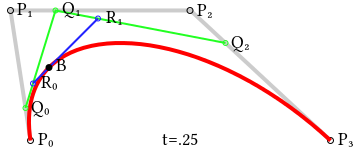 P₁ Q₁ R₁ P₂
Q₂
B
R₀
Q₀
P₀ t=.25 P₃